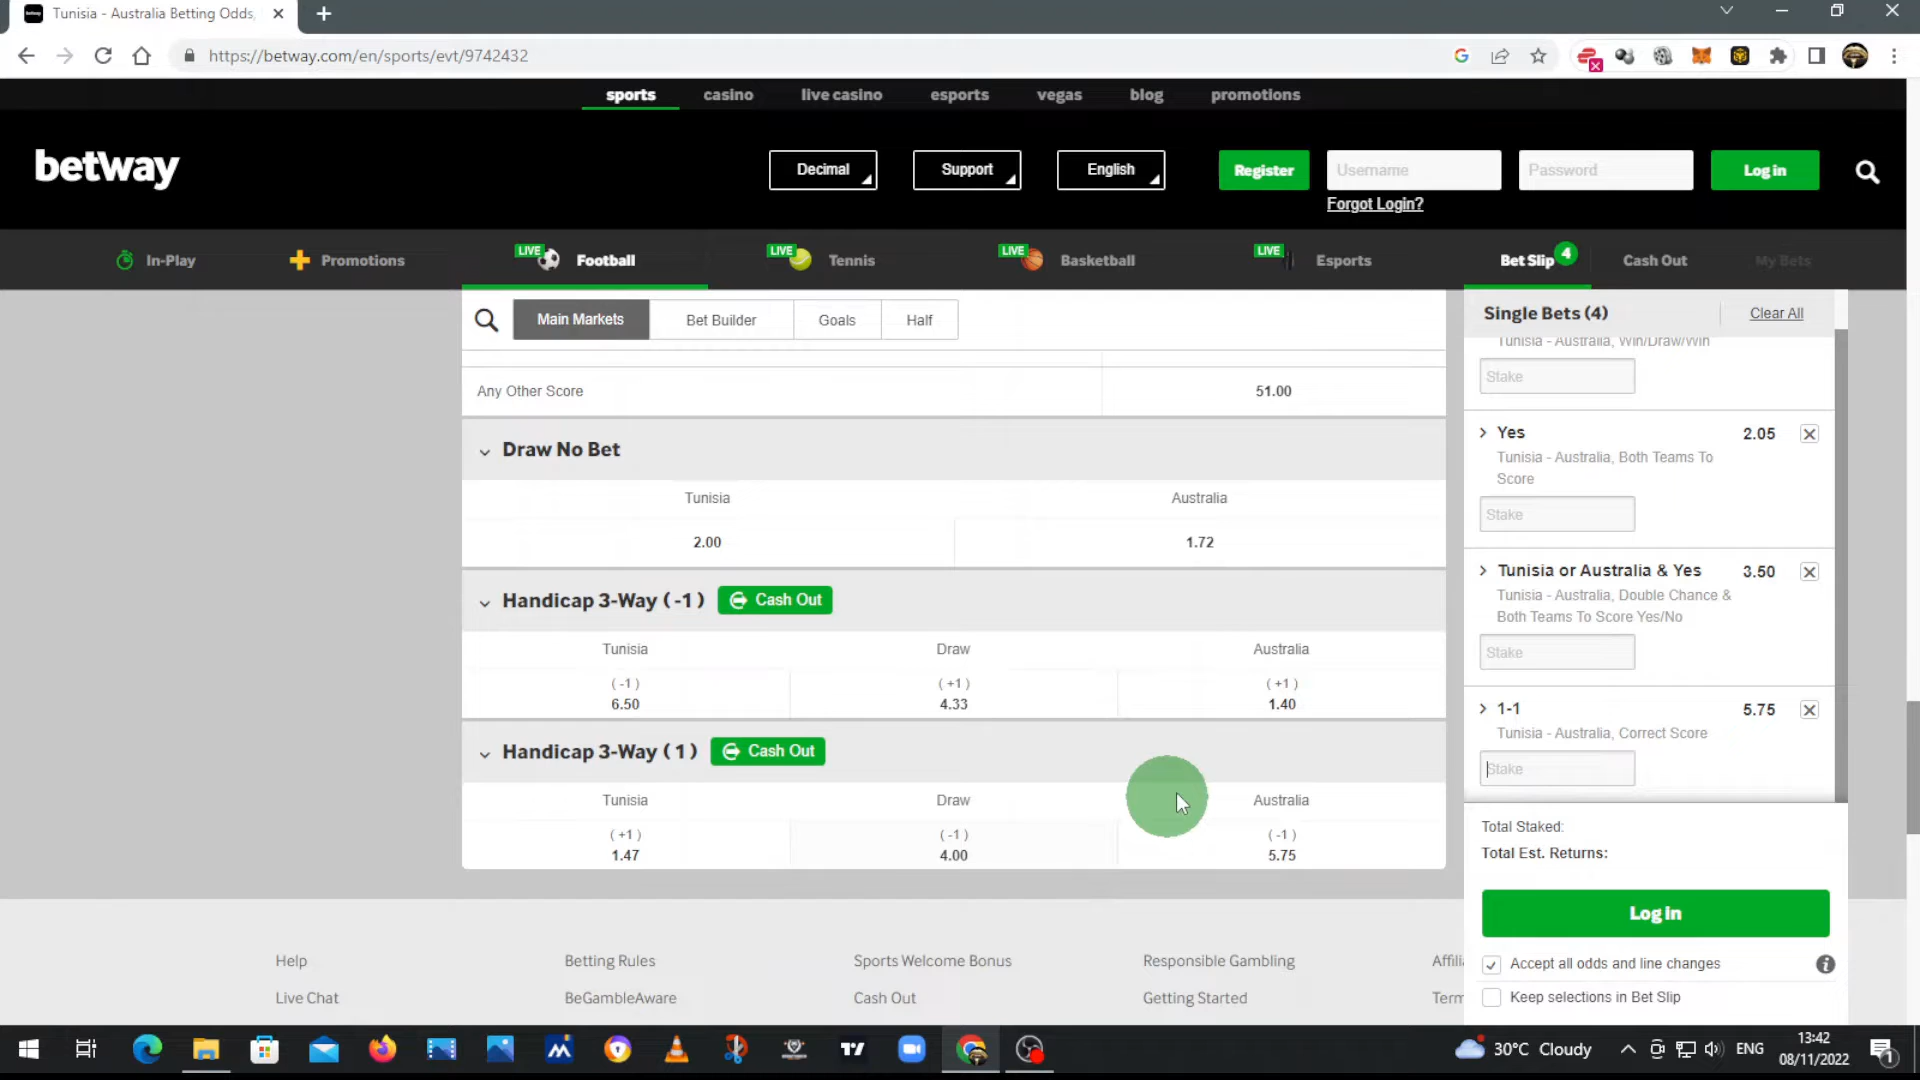 Tunisia - Australia Betting Odds,
https://betway.com/en/sports/evt/9742432
sports casino live casino esports vegas blog promotions
betway
Decimal
Support
English
Register
Username
Password
Log in
Forgot Login?
In-Play
Promotions
LIVE Football
LIVE Tennis
LIVE Basketball
LIVE Esports
Bet Slip 4
Cash Out
My Bets
Main Markets
Bet Builder
Goals
Half
Any Other Score 51.00
Draw No Bet
Tunisia Australia
2.00 1.72
Handicap 3-Way ( -1 ) Cash Out
Tunisia Draw Australia
( -1 ) ( +1 ) ( +1 )
6.50 4.33 1.40
Handicap 3-Way ( 1 ) Cash Out
Tunisia Draw Australia
( +1 ) ( -1 ) ( -1 )
1.47 4.00 5.75
Single Bets (4) Clear All
Tunisia - Australia, Win/Draw/Win
Stake
Yes 2.05
Tunisia - Australia, Both Teams To
Score
Stake
Tunisia or Australia & Yes 3.50
Tunisia - Australia, Double Chance &
Both Teams To Score Yes/No
Stake
1-1 5.75
Tunisia - Australia, Correct Score
Stake
Total Staked:
Total Est. Returns:
Log In
Accept all odds and line changes
Keep selections in Bet Slip
Help Betting Rules Sports Welcome Bonus Responsible Gambling Affili
Live Chat BeGambleAware Cash Out Getting Started Term
30°C Cloudy
ENG
13:42
08/11/2022
1